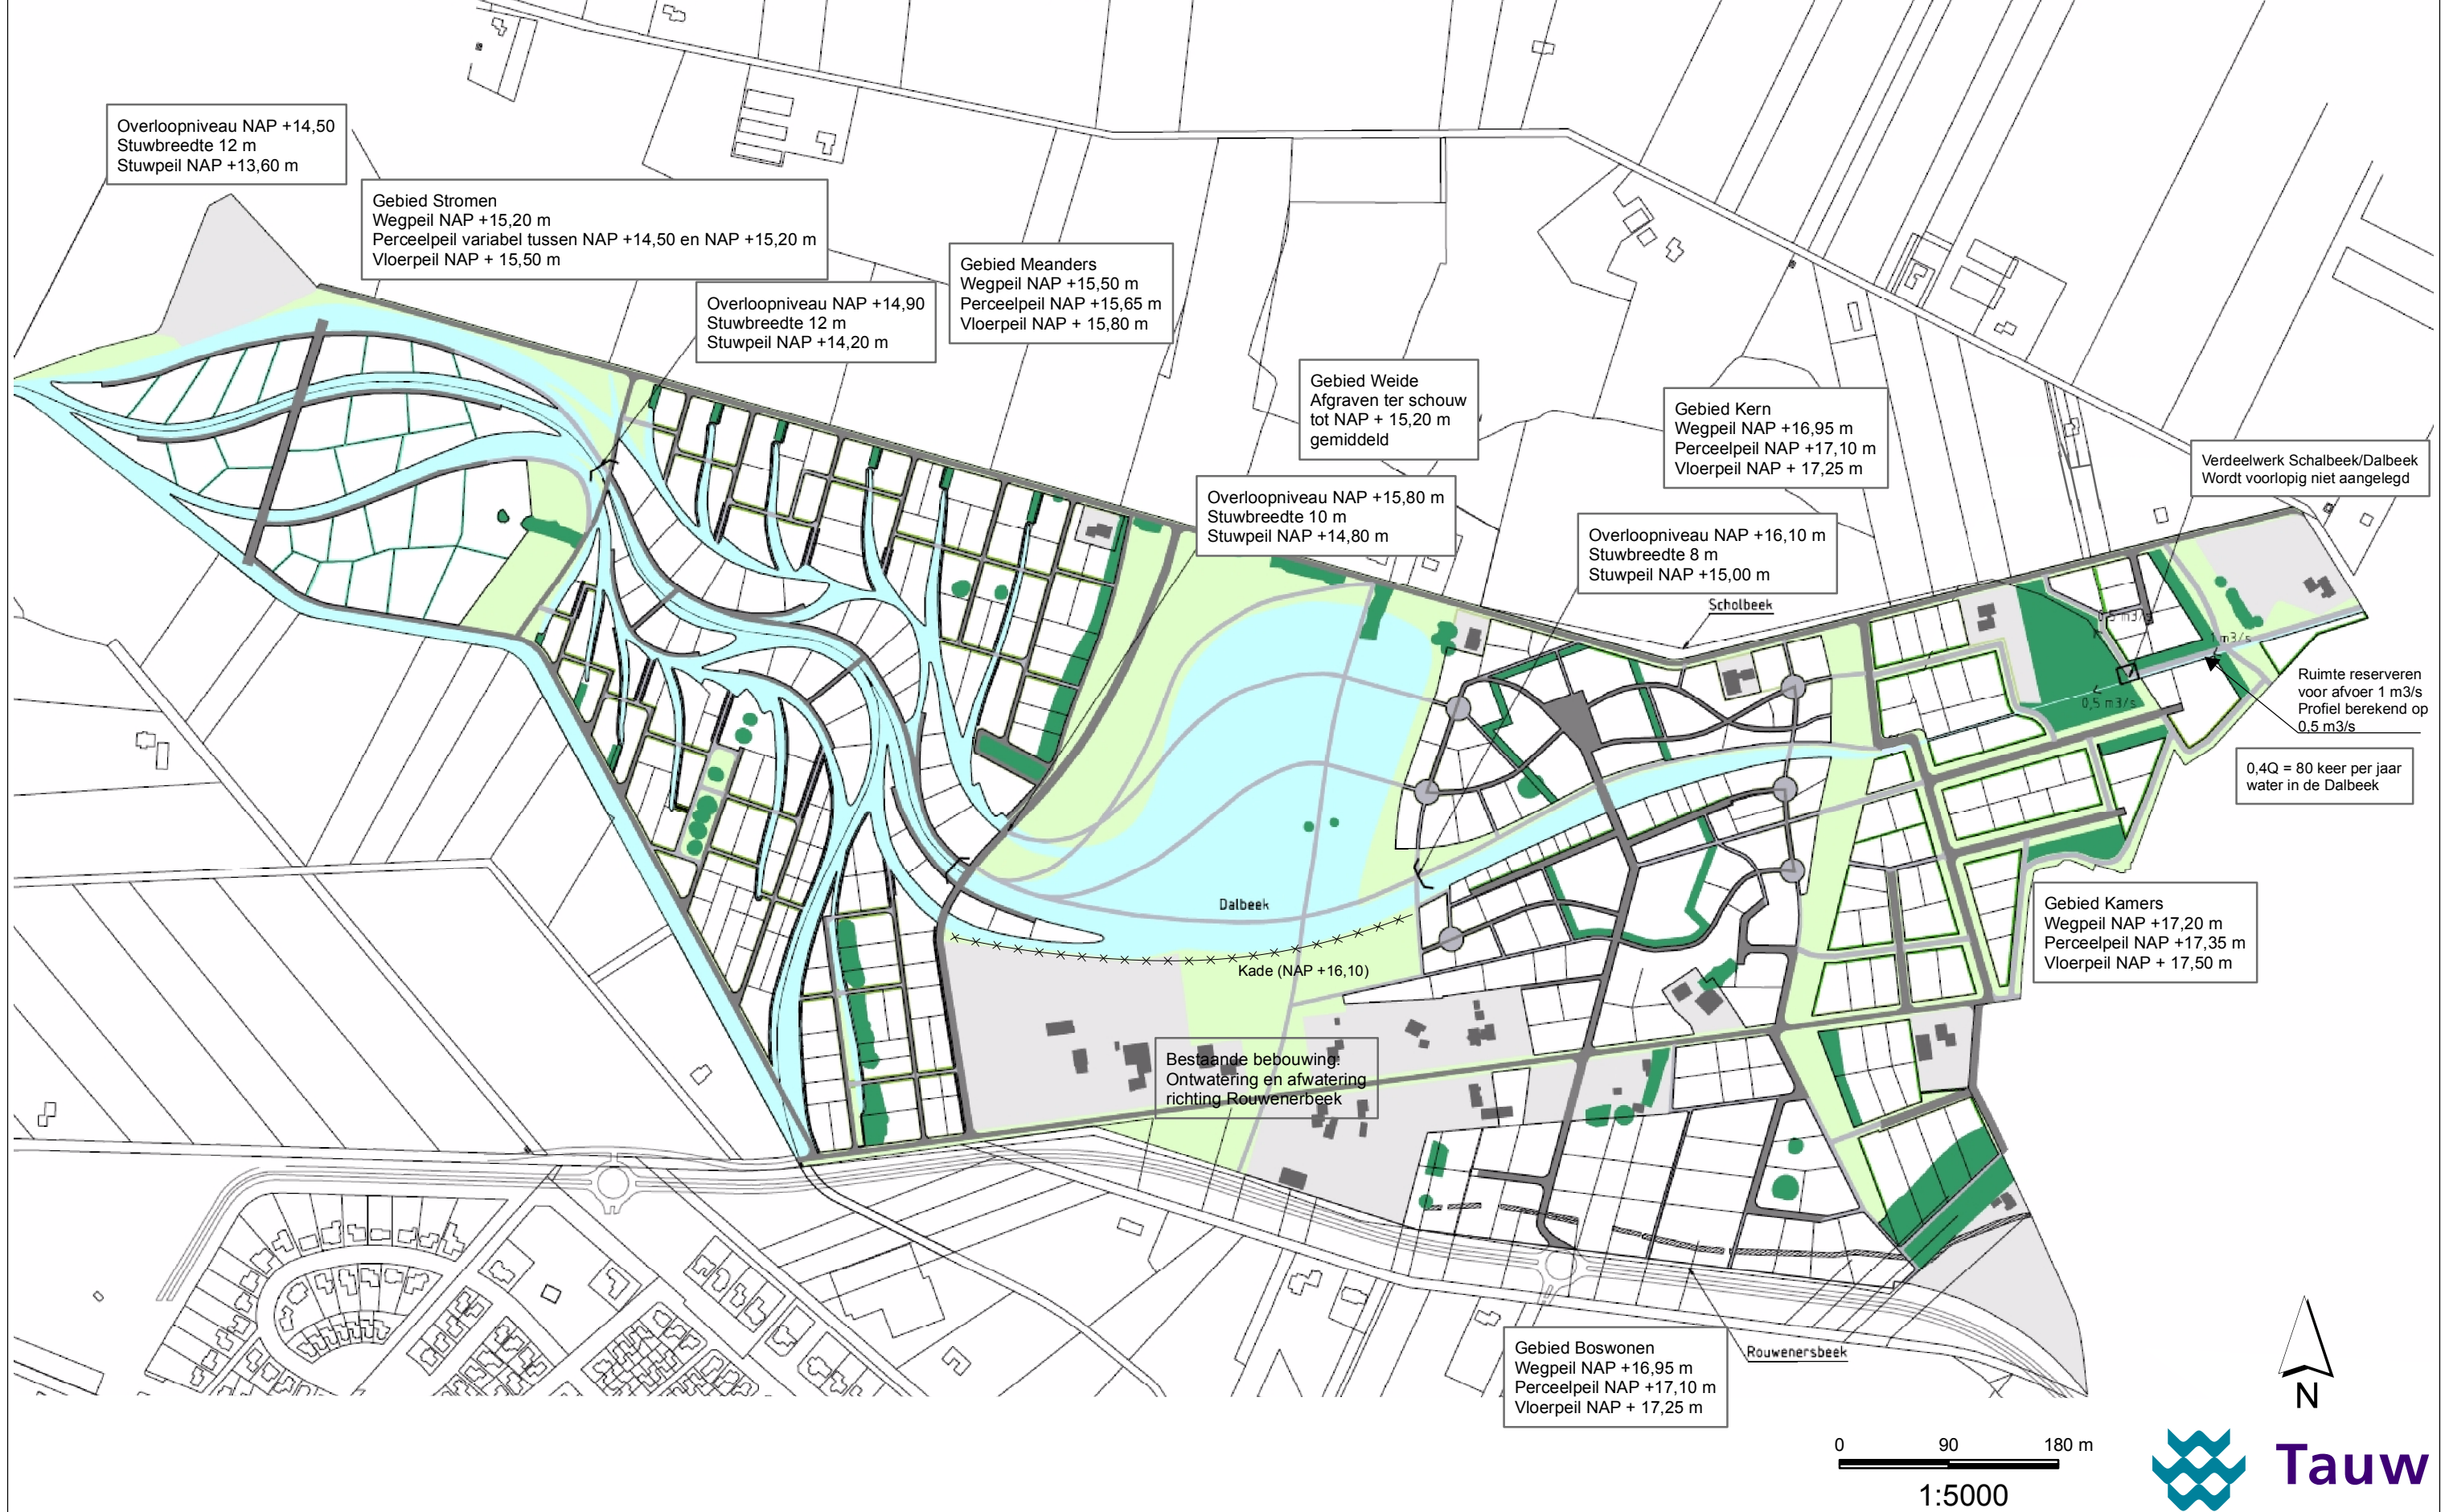 Overloopniveau NAP +14,50
Stuwbreedte 12 m
Stuwpeil NAP +13,60 m
Gebied Stromen
Wegpeil NAP +15,20 m
Perceelpeil variabel tussen NAP +14,50 en NAP +15,20 m
Vloerpeil NAP + 15,50 m
Gebied Meanders
Wegpeil NAP +15,50 m
Perceelpeil NAP +15,65 m
Vloerpeil NAP + 15,80 m
Overloopniveau NAP +14,90
Stuwbreedte 12 m
Stuwpeil NAP +14,20 m
Gebied Weide
Afgraven ter schouw
tot NAP + 15,20 m
gemiddeld
Gebied Kern
Wegpeil NAP +16,95 m
Perceelpeil NAP +17,10 m
Vloerpeil NAP + 17,25 m
Verdeelwerk Schalbeek/Dalbeek
Wordt voorlopig niet aangelegd
Overloopniveau NAP +15,80 m
Stuwbreedte 10 m
Stuwpeil NAP +14,80 m
Overloopniveau NAP +16,10 m
Stuwbreedte 8 m
Stuwpeil NAP +15,00 m
Scholbeek
0,5 m3/s
1 m3/s
0,5 m3/s
Ruimte reserveren
voor afvoer 1 m3/s
Profiel berekend op
0,5 m3/s
0,4Q = 80 keer per jaar
water in de Dalbeek
Dalbeek
Kade (NAP +16,10)
Gebied Kamers
Wegpeil NAP +17,20 m
Perceelpeil NAP +17,35 m
Vloerpeil NAP + 17,50 m
Bestaande bebouwing:
Ontwatering en afwatering
richting Rouwenerbeek
Gebied Boswonen
Wegpeil NAP +16,95 m
Perceelpeil NAP +17,10 m
Vloerpeil NAP + 17,25 m
Rouwenersbeek
N
0 90 180 m
1:5000
Tauw